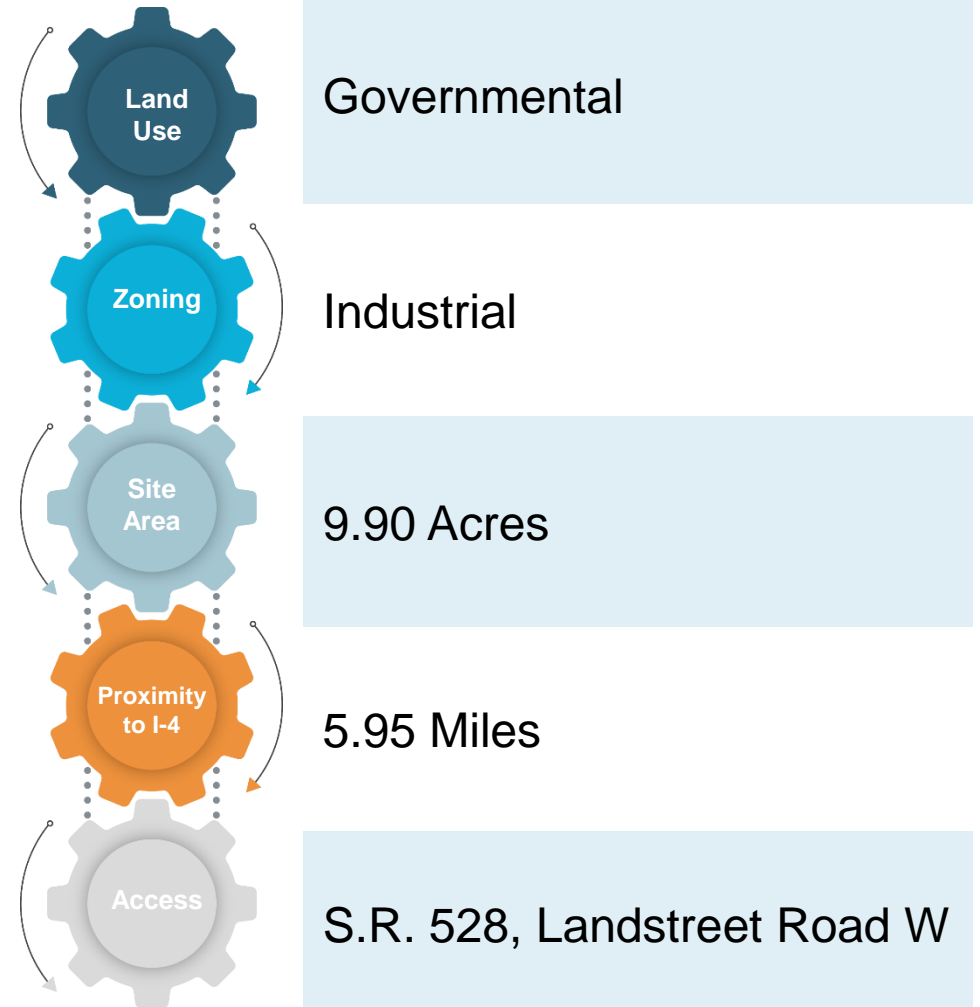 Land
Use
Governmental
Zoning
Industrial
Site
Area
9.90 Acres
Proximity
to I-4
5.95 Miles
Access
S.R. 528, Landstreet Road W